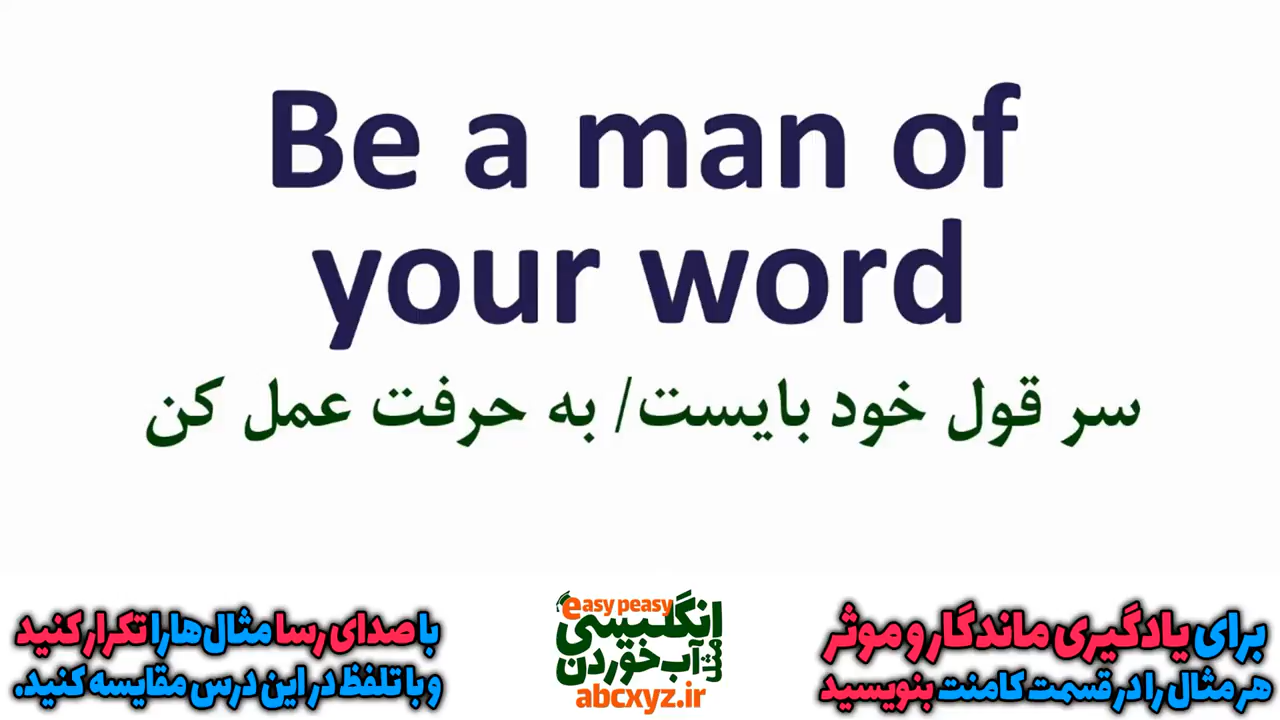 Be a man of
your word
سر قول خود بایست/ به حرفت عمل کن
برای یادگیری ماندگار و موثر
هر مثال را در قسمت کامنت بنویسید
easy peasy
انگلیسی
مثل آب خوردن
abcxyz.ir
با صدای رسا مثال‌ها را تکرار کنید
و با تلفظ در این درس مقایسه کنید.